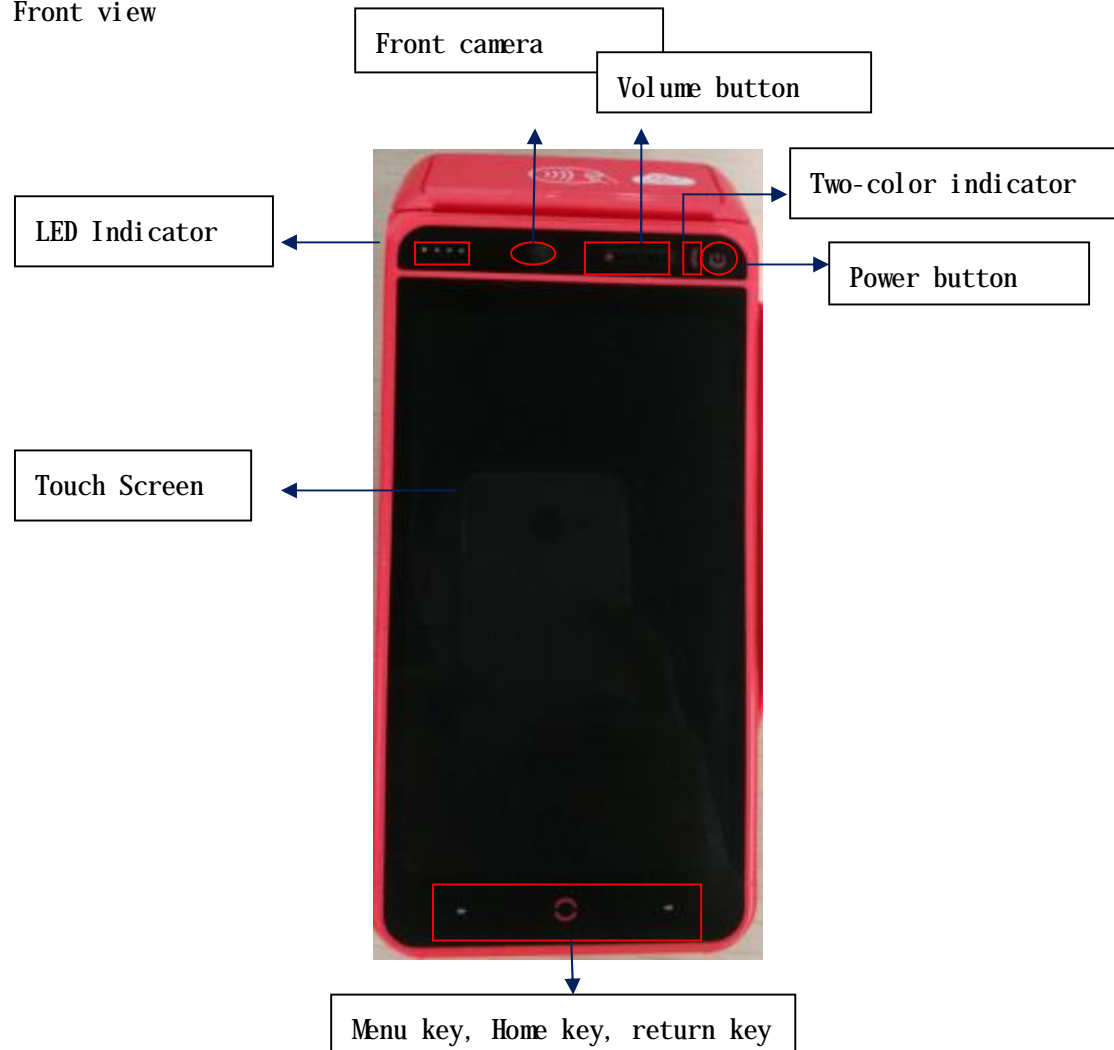 Front view
Front camera
Volume button
Two-color indicator
LED Indicator
Power button
Touch Screen
Menu key, Home key, return key